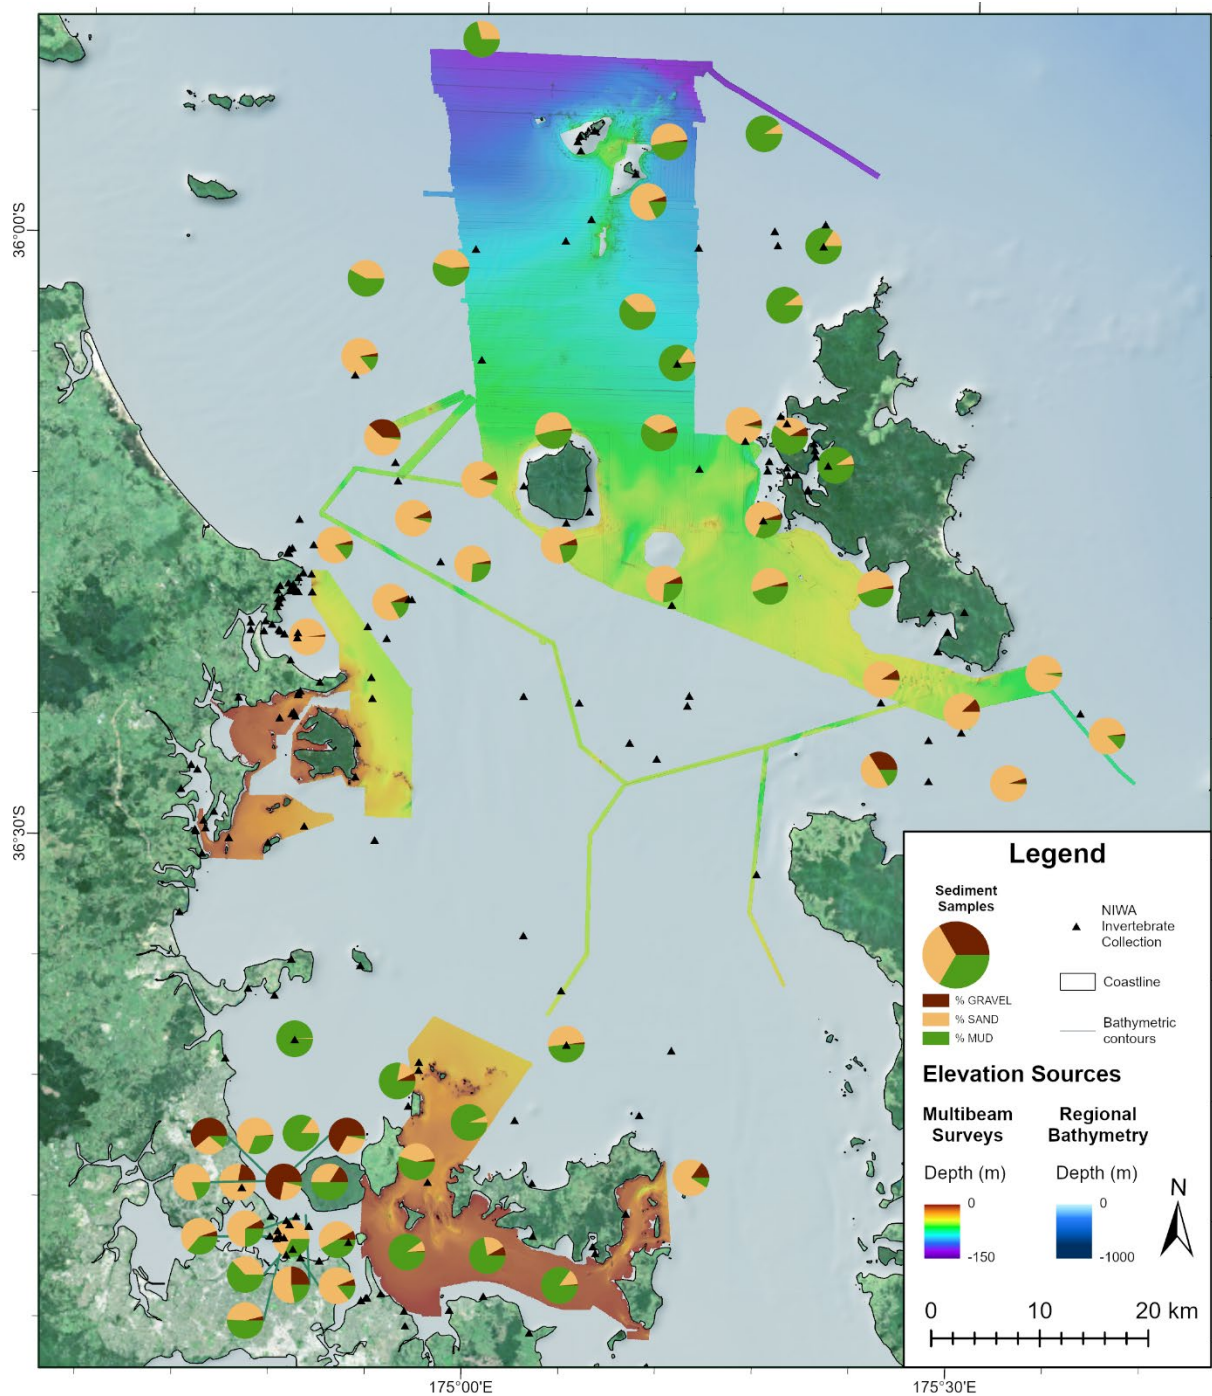 36°00'S
36°30'S
175°00'E
175°30'E
Legend
Sediment
Samples
% GRAVEL
% SAND
% MUD
NIWA
Invertebrate
Collection
Coastline
Bathymetric
contours
Elevation Sources
Multibeam
Surveys
Depth (m)
0
-150
Regional
Bathymetry
Depth (m)
0
-1000
N
0
10
20 km